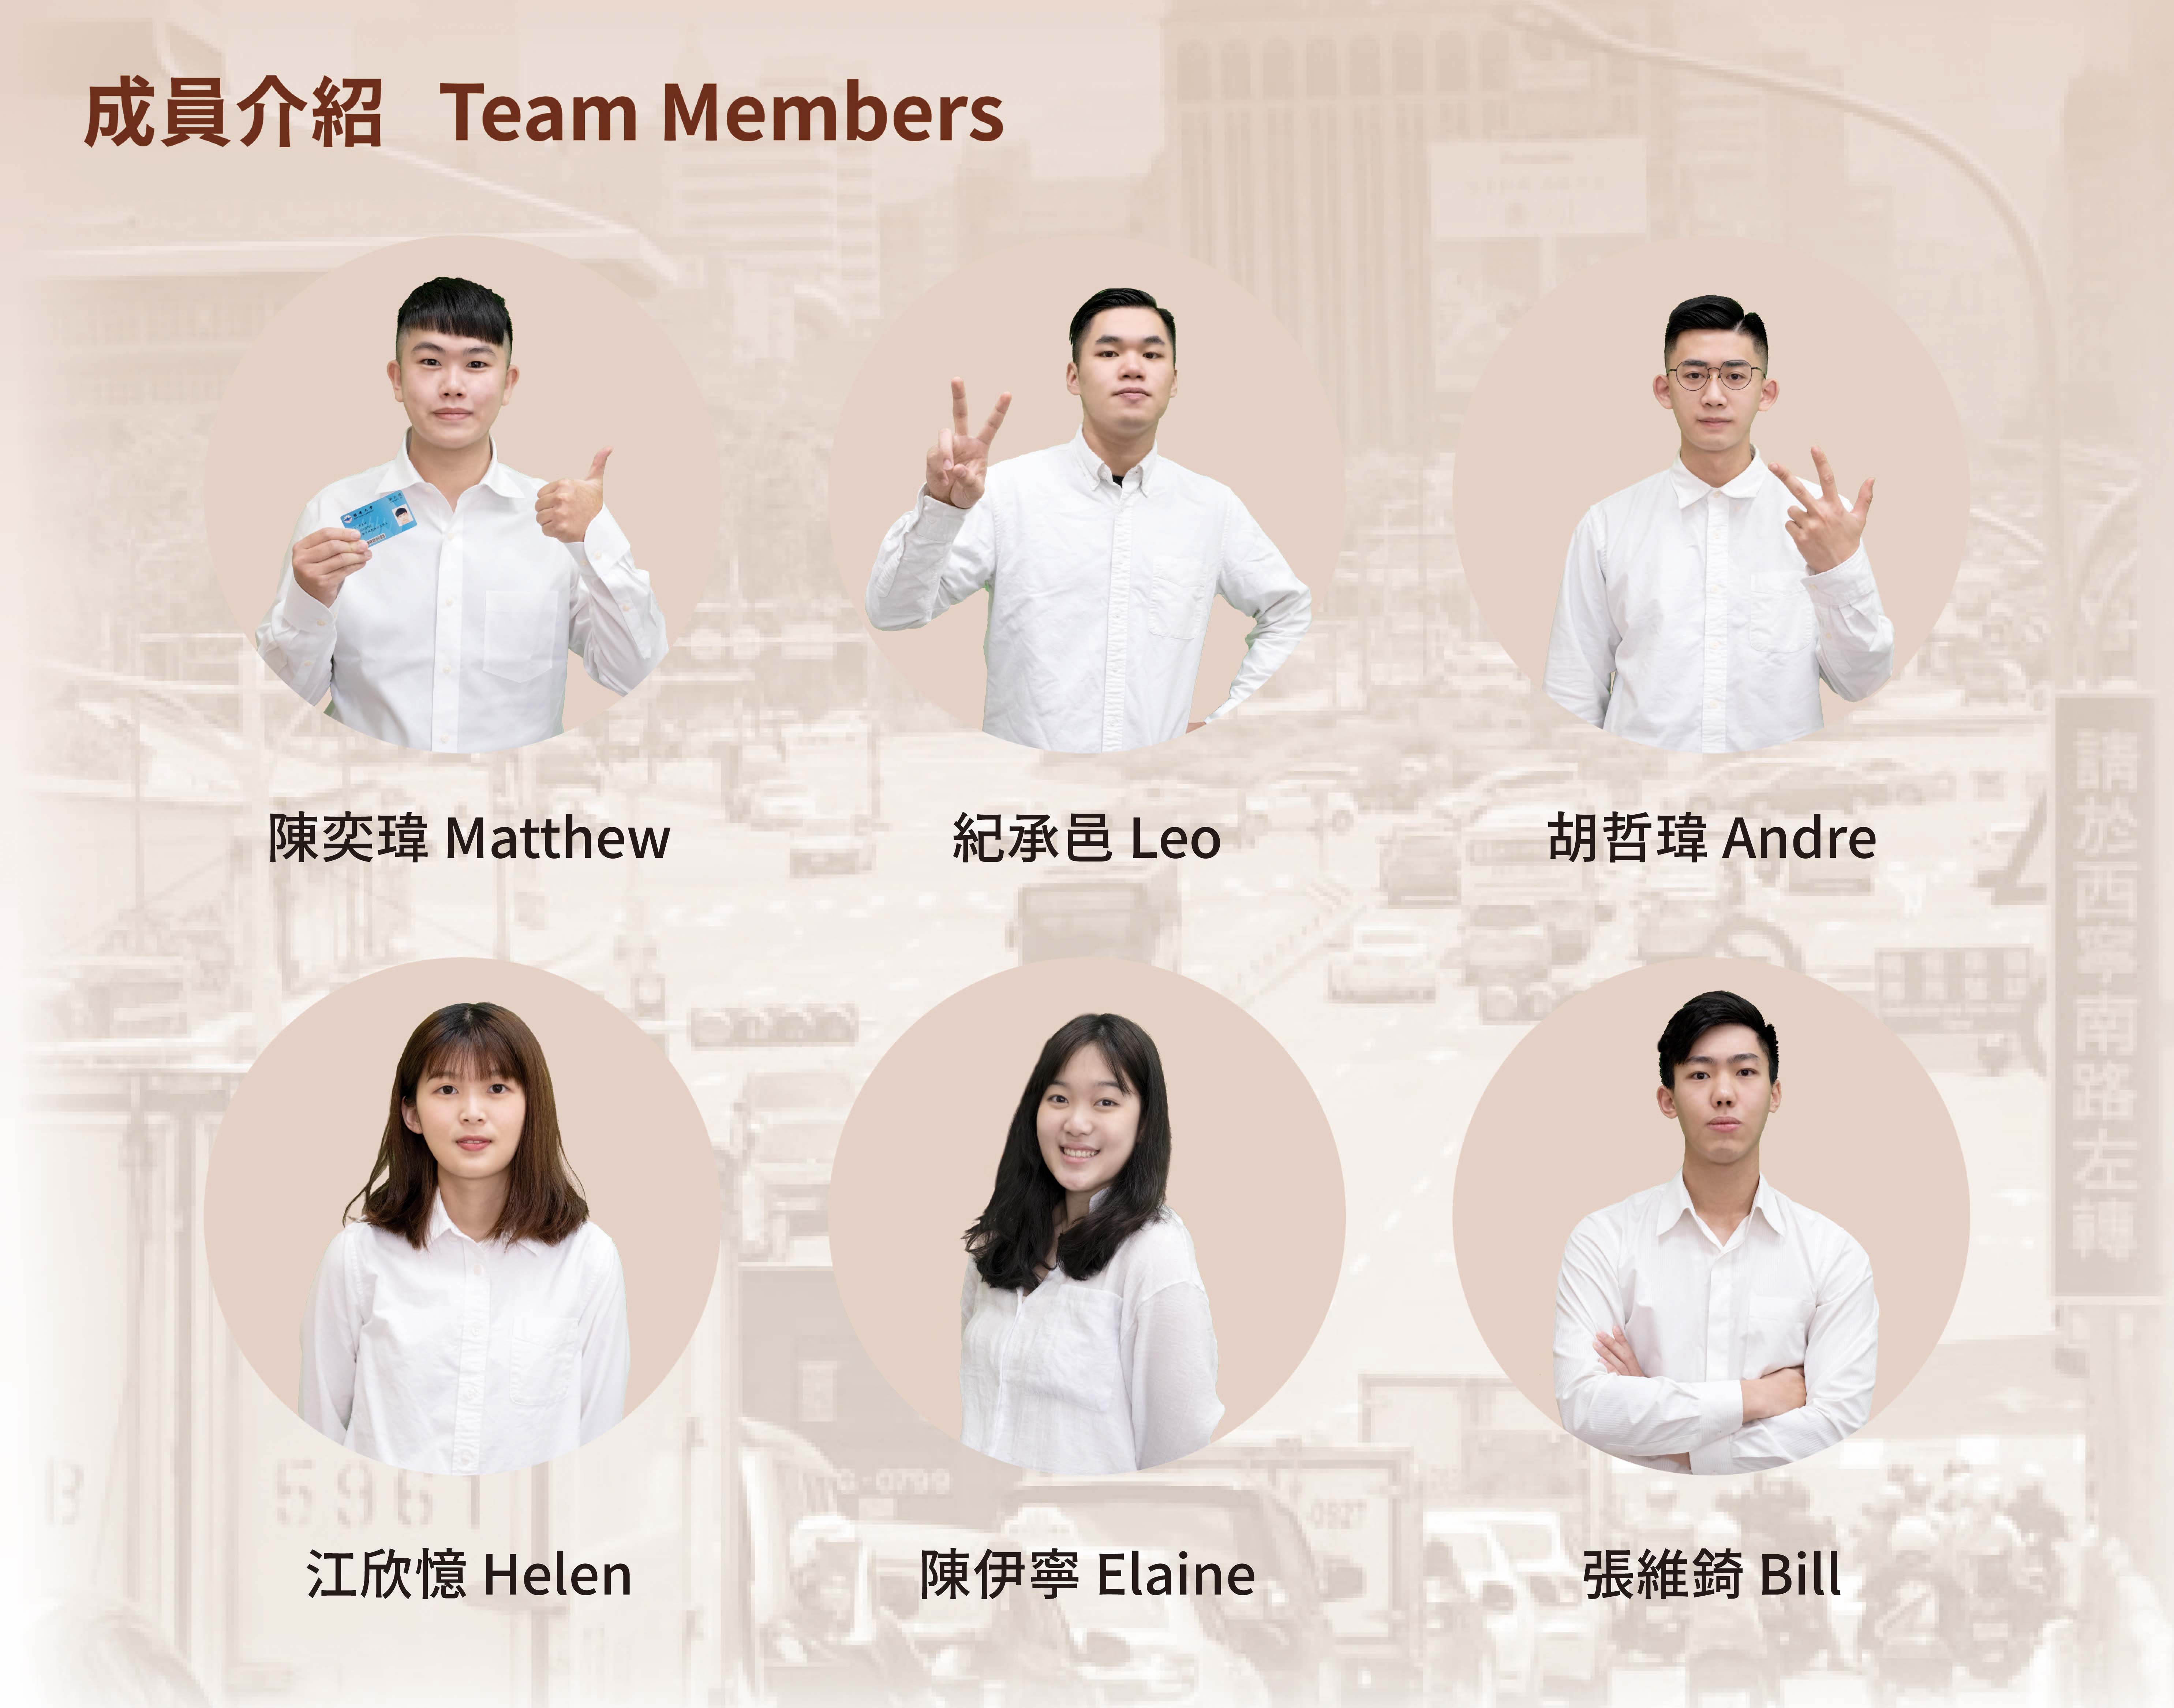 成員介紹 Team Members
陳奕瑋 Matthew
紀承邑 Leo
胡哲瑋 Andre
請於西寧南路左轉
江欣憶 Helen
陳伊寧 Elaine
張維錡 Bill
5961
0527